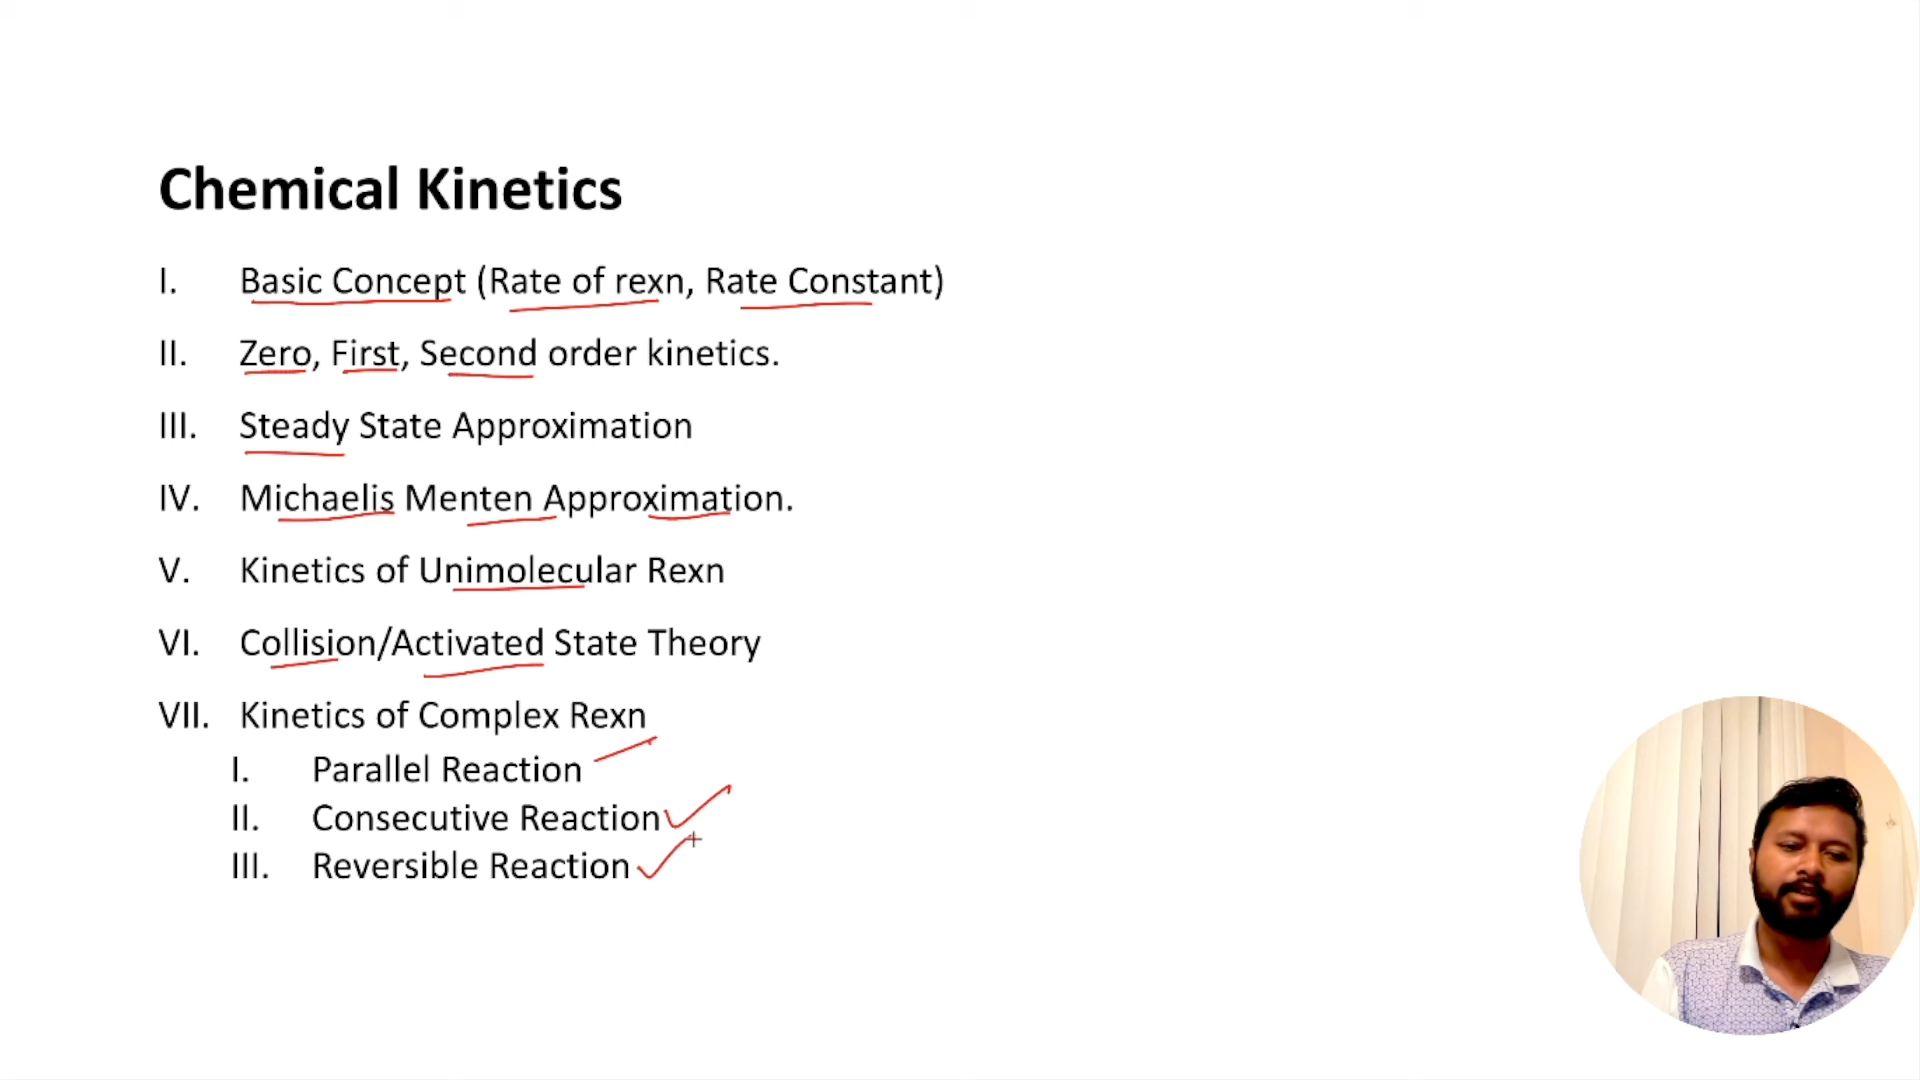 Chemical Kinetics
I. Basic Concept (Rate of rexn, Rate Constant)
II. Zero, First, Second order kinetics.
III. Steady State Approximation
IV. Michaelis Menten Approximation.
V. Kinetics of Unimolecular Rexn
VI. Collision/Activated State Theory
VII. Kinetics of Complex Rexn
I. Parallel Reaction
II. Consecutive Reaction
III. Reversible Reaction